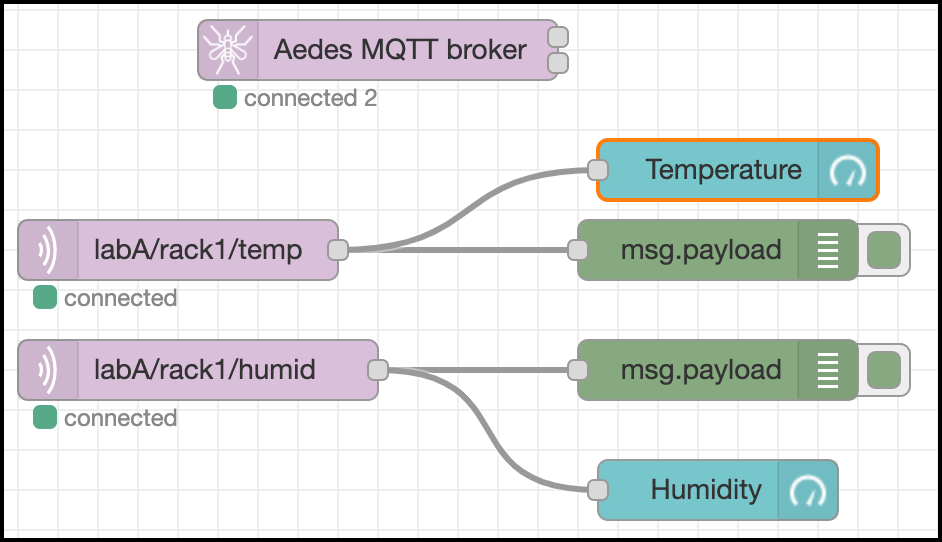 Aedes MQTT broker
connected 2
Temperature
labA/rack1/temp
msg.payload
connected
labA/rack1/humid
msg.payload
connected
Humidity